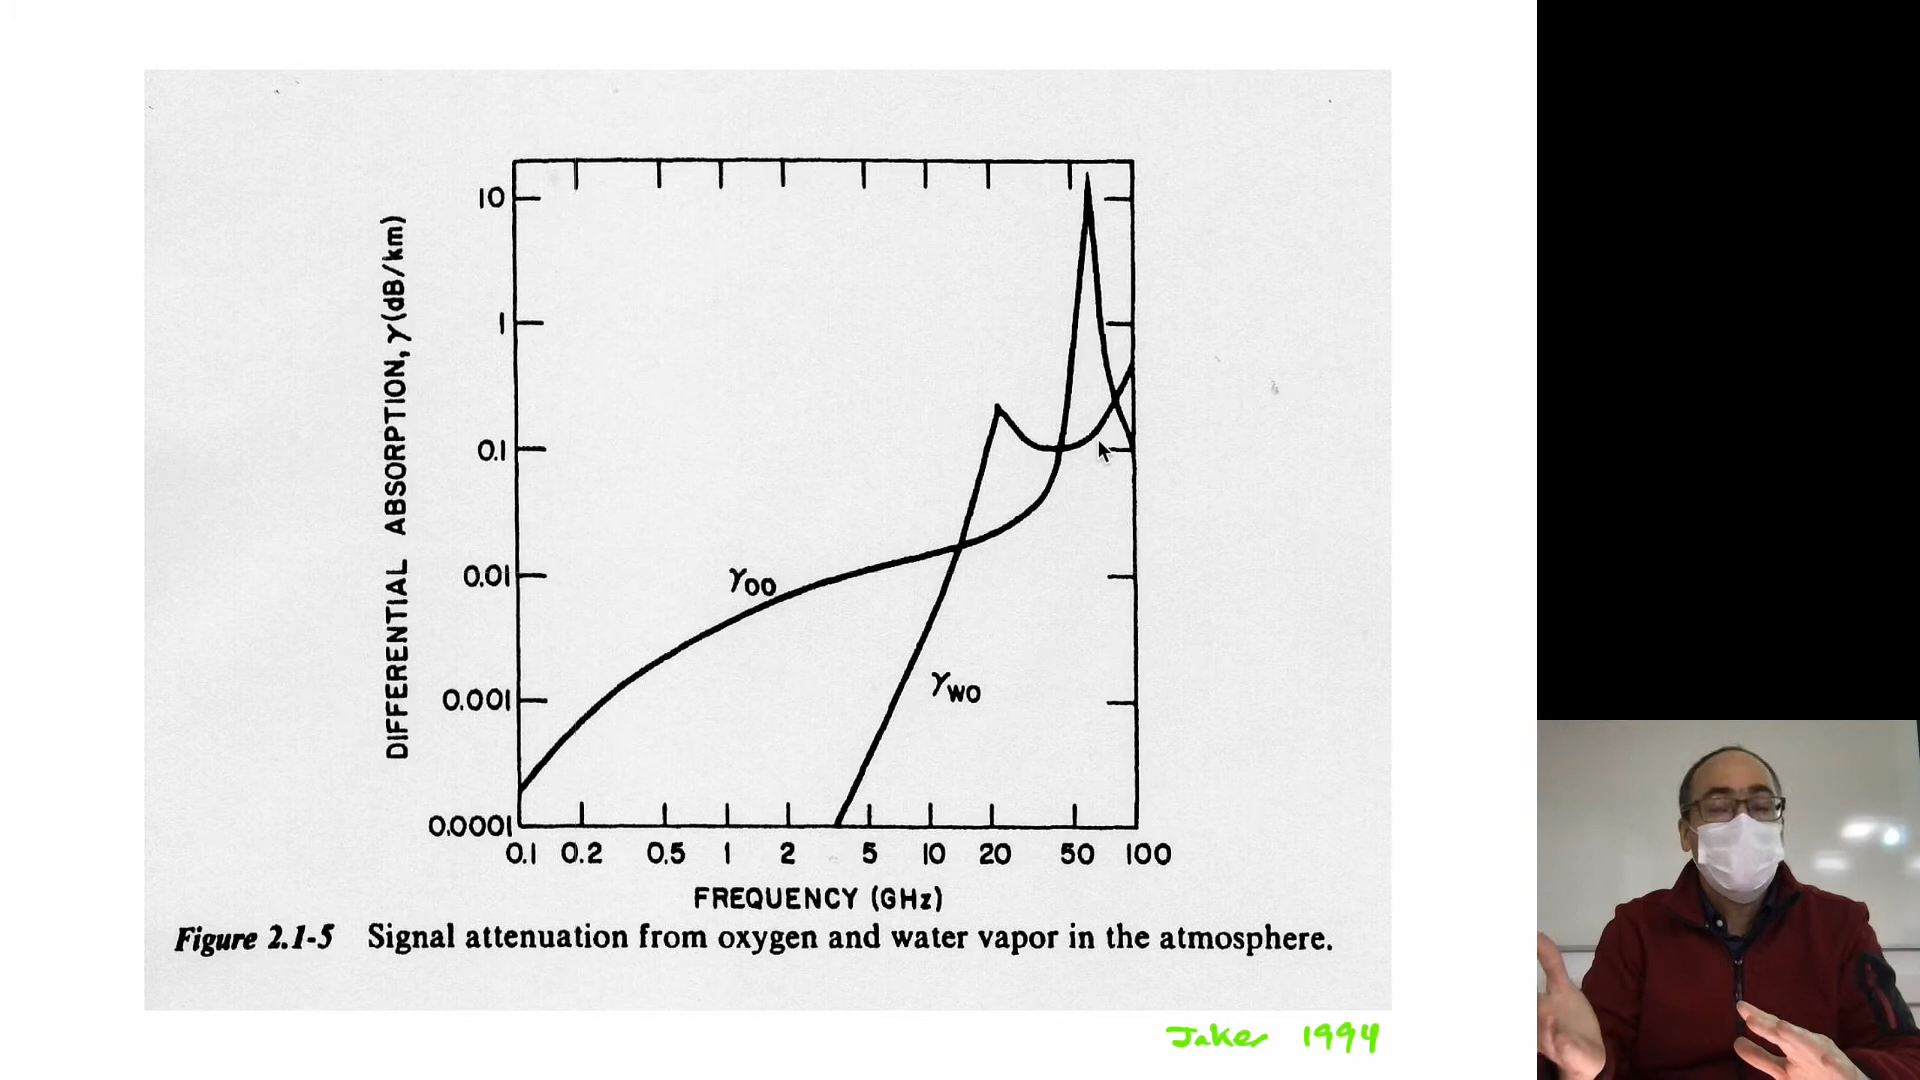 10
1
0.1
0.01
0.001
0.0001
DIFFERENTIAL ABSORPTION, γ(dB/km)
γoo
γwo
0.1 0.2 0.5 1 2 5 10 20 50 100
FREQUENCY (GHz)
Figure 2.1-5 Signal attenuation from oxygen and water vapor in the atmosphere.
Jakes 1994